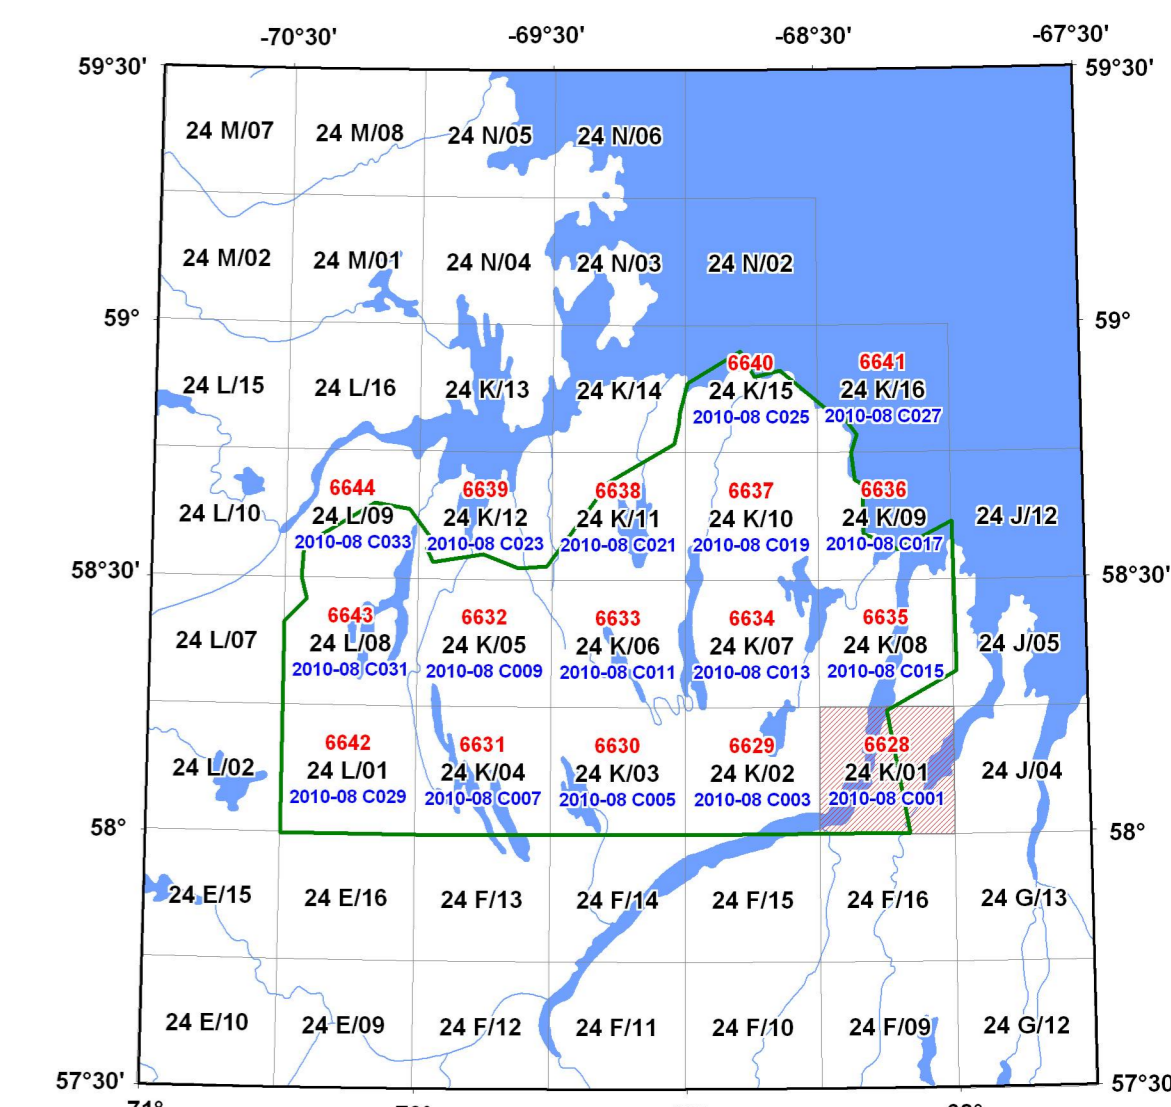 -70°30' -69°30' -68°30' -67°30'
59°30' 59°30'
24 M/07 24 M/08 24 N/05 24 N/06
24 M/02 24 M/01 24 N/04 24 N/03 24 N/02
59° 59°
6640 6641
24 L/15 24 L/16 24 K/13 24 K/14 24 K/15 24 K/16
2010-08 C025 2010-08 C027
6644 6639 6638 6637 6636
24 L/10 24 L/09 24 K/12 24 K/11 24 K/10 24 K/09 24 J/12
2010-08 C033 2010-08 C023 2010-08 C021 2010-08 C019 2010-08 C017
58°30' 58°30'
6643 6632 6633 6634 6635
24 L/07 24 L/08 24 K/05 24 K/06 24 K/07 24 K/08 24 J/05
2010-08 C031 2010-08 C009 2010-08 C011 2010-08 C013 2010-08 C015
6642 6631 6630 6629 6628
24 L/02 24 L/01 24 K/04 24 K/03 24 K/02 24 K/01 24 J/04
2010-08 C029 2010-08 C007 2010-08 C005 2010-08 C003 2010-08 C001
58° 58°
24 E/15 24 E/16 24 F/13 24 F/14 24 F/15 24 F/16 24 G/13
24 E/10 24 E/09 24 F/12 24 F/11 24 F/10 24 F/09 24 G/12
57°30' 57°30